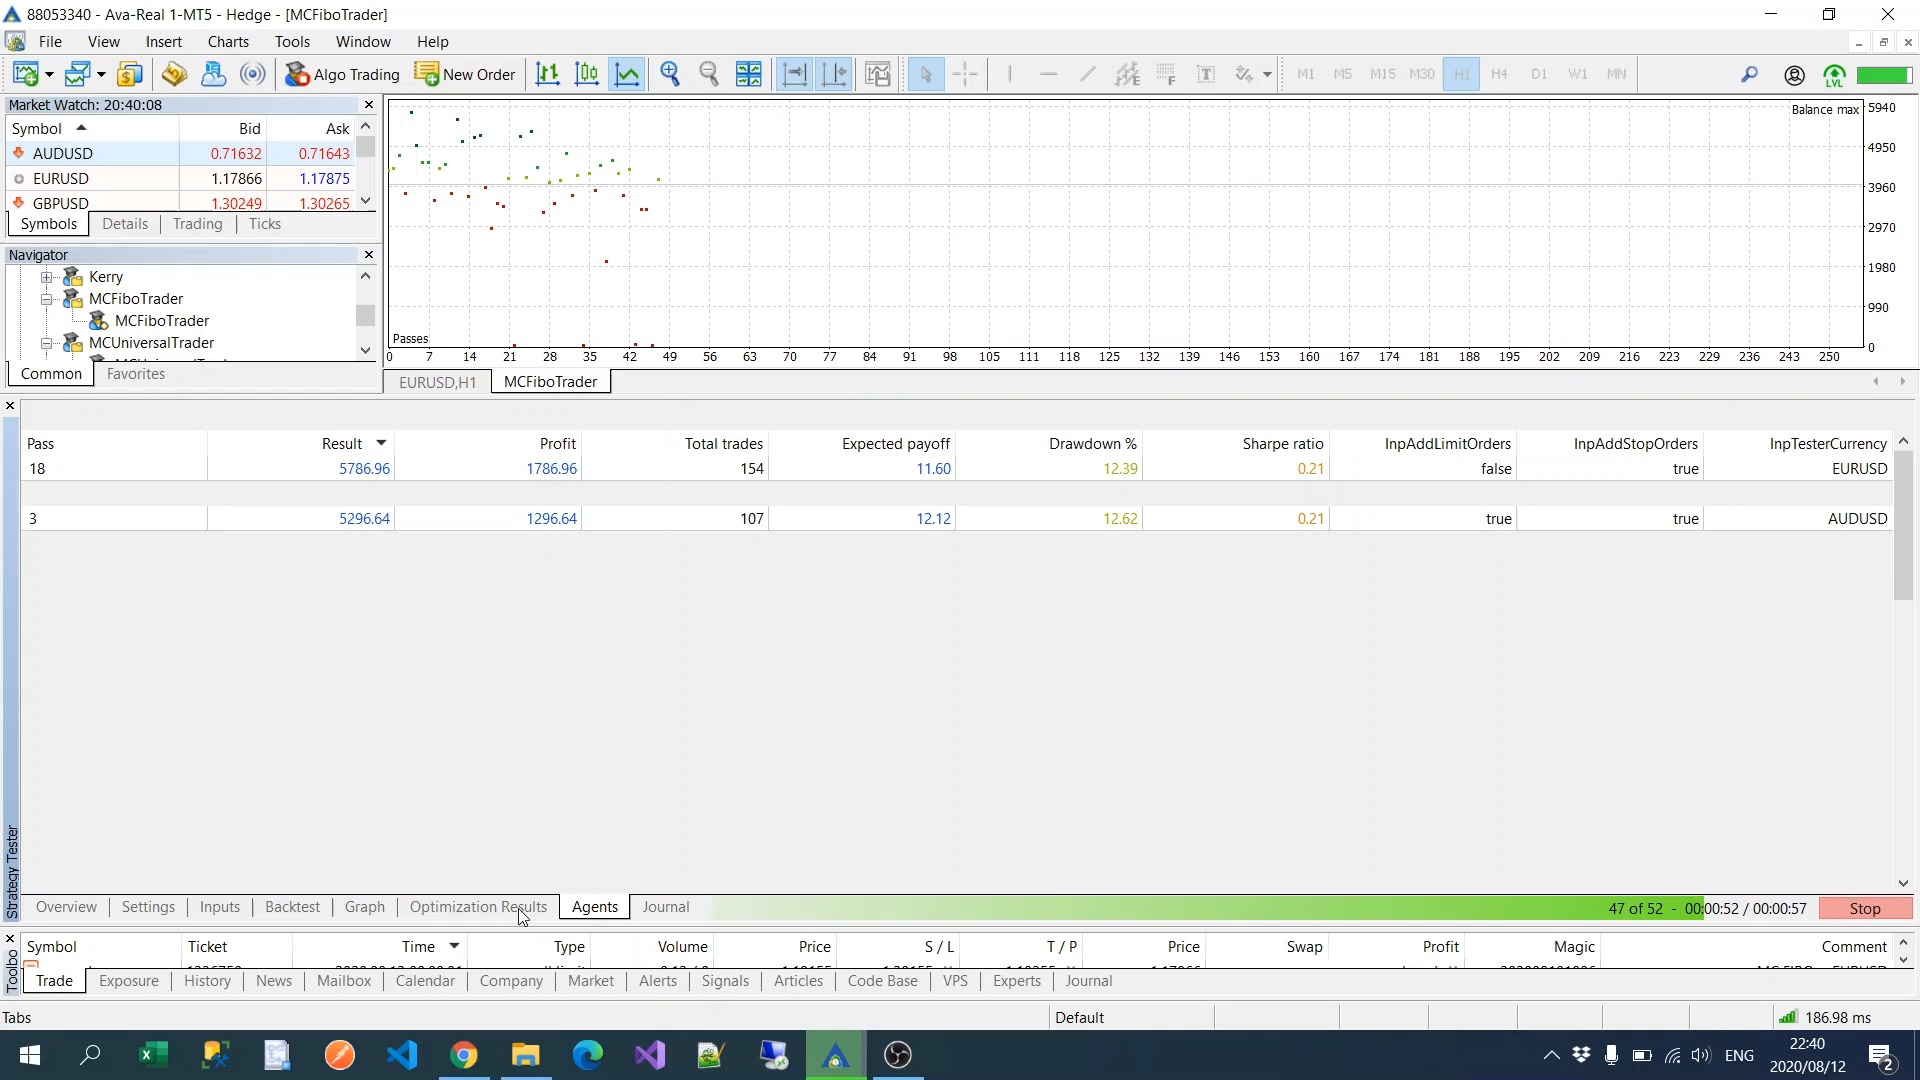 88053340 - Ava-Real 1-MT5 - Hedge - [MCFiboTrader]
File View Insert Charts Tools Window Help
Algo Trading New Order M1 M5 M15 M30 H1 H4 D1 W1 MN LVL
Market Watch: 20:40:08
Symbol Bid Ask
AUDUSD 0.71632 0.71643
EURUSD 1.17866 1.17875
GBPUSD 1.30249 1.30265
Symbols Details Trading Ticks
Navigator
Kerry
MCFiboTrader
MCFiboTrader
MCUniversalTrader
Common Favorites
Balance max
5940
4950
3960
2970
1980
990
0
Passes
0 7 14 21 28 35 42 49 56 63 70 77 84 91 98 105 111 118 125 132 139 146 153 160 167 174 181 188 195 202 209 216 223 229 236 243 250
EURUSD,H1 MCFiboTrader
Pass Result Profit Total trades Expected payoff Drawdown % Sharpe ratio InpAddLimitOrders InpAddStopOrders InpTesterCurrency
18 5786.96 1786.96 154 11.60 12.39 0.21 false true EURUSD
3 5296.64 1296.64 107 12.12 12.62 0.21 true true AUDUSD
Strategy Tester
Overview Settings Inputs Backtest Graph Optimization Results Agents Journal 47 of 52 - 00:00:52 / 00:00:57 Stop
Symbol Ticket Time Type Volume Price S / L T / P Price Swap Profit Magic Comment
Toolbo
Trade Exposure History News Mailbox Calendar Company Market Alerts Signals Articles Code Base VPS Experts Journal
Tabs Default 186.98 ms
ENG 22:40
2020/08/12 2